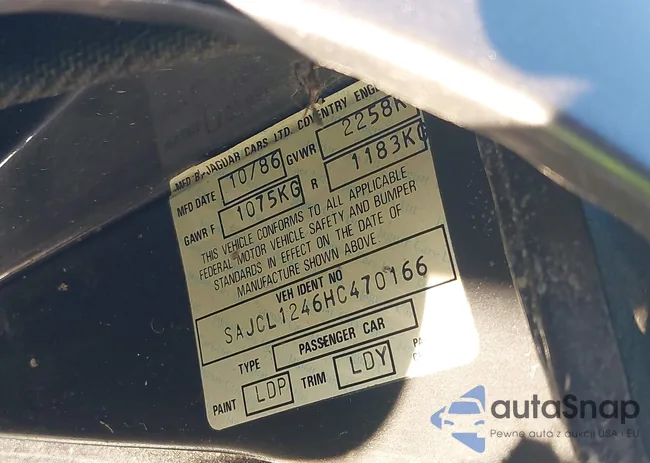 MFD BY JAGUAR CARS LTD. COVENTRY ENG
MFD DATE 10/86 GVWR 2258K
GAWR F 1075KG R 1183KG
THIS VEHICLE CONFORMS TO ALL APPLICABLE
FEDERAL MOTOR VEHICLE SAFETY AND BUMPER
STANDARDS IN EFFECT ON THE DATE OF
MANUFACTURE SHOWN ABOVE.
VEH IDENT NO
SAJCL1246HC470166
TYPE PASSENGER CAR
PAINT LDP TRIM LDY
autaSnap
Pewne auta z aukcji USA i EU